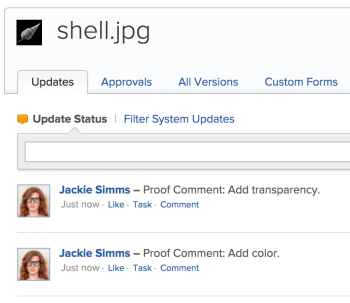 shell.jpg
Updates Approvals All Versions Custom Forms
Update Status | Filter System Updates
Jackie Simms – Proof Comment: Add transparency.
Just now · Like · Task · Comment
Jackie Simms – Proof Comment: Add color.
Just now · Like · Task · Comment